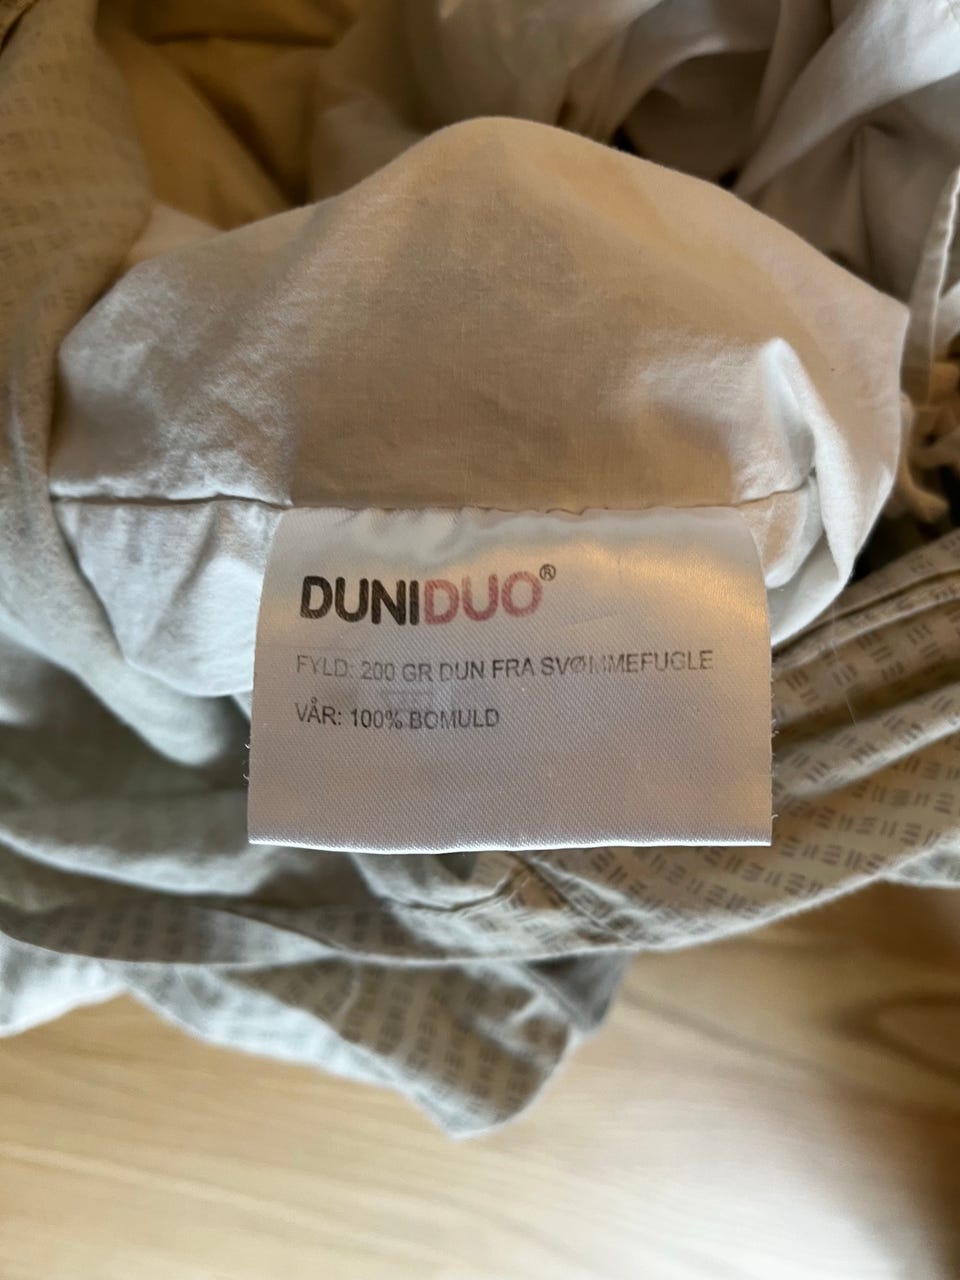 DUNIDUO®
FYLD: 200 GR DUN FRA SVØMMEFUGLE
VÅR: 100% BOMULD